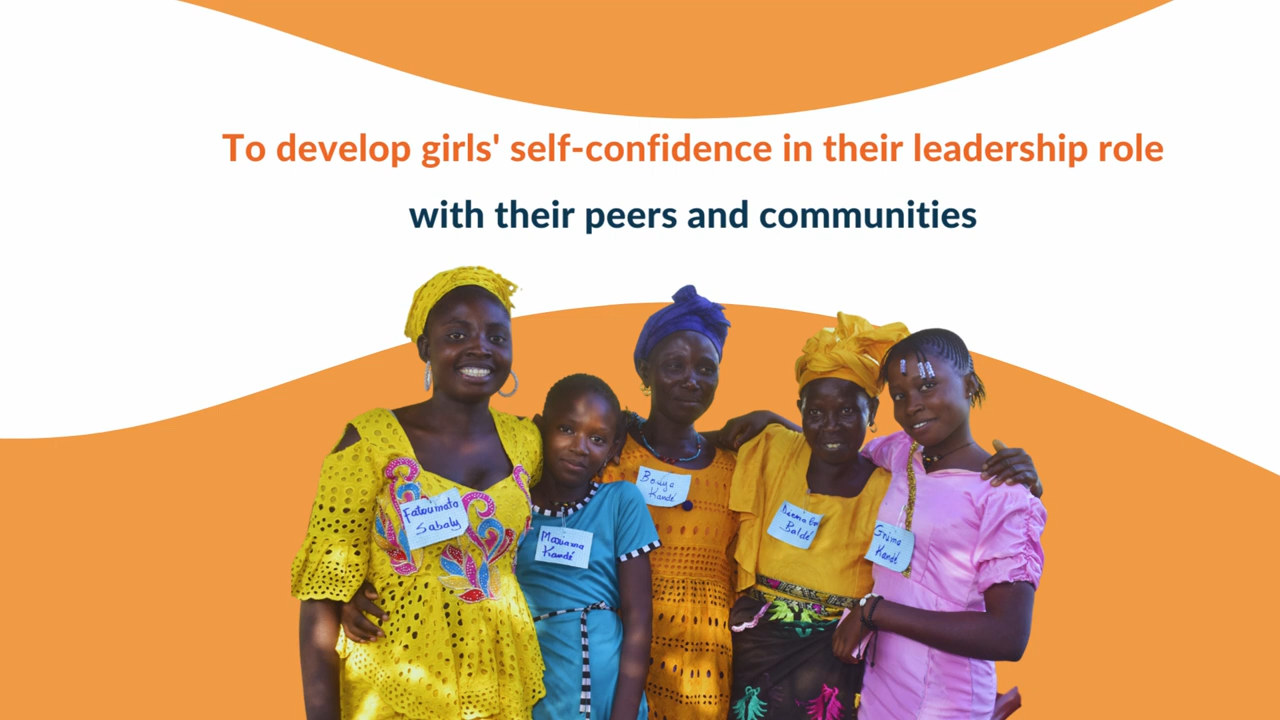 To develop girls' self-confidence in their leadership role
with their peers and communities
Fatoumata
Sabaly
Mariama
Kandé
Kandé
Baldé
Kandé